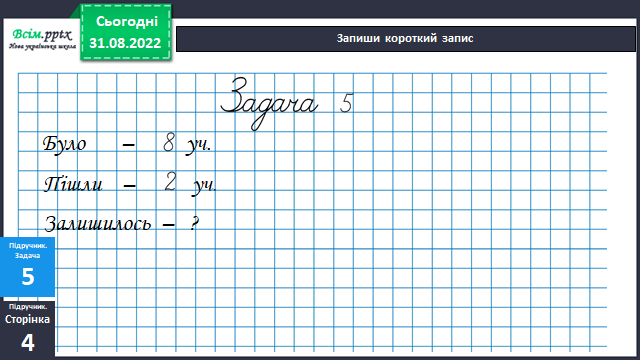 Всім.pptx
Нова українська школа
Сьогодні
31.08.2022
Запиши короткий запис
Задача 5
Було – 8 уч.
Пішли – 2 уч.
Залишилось – ?
Підручник.
Задача
5
Підручник.
Сторінка
4